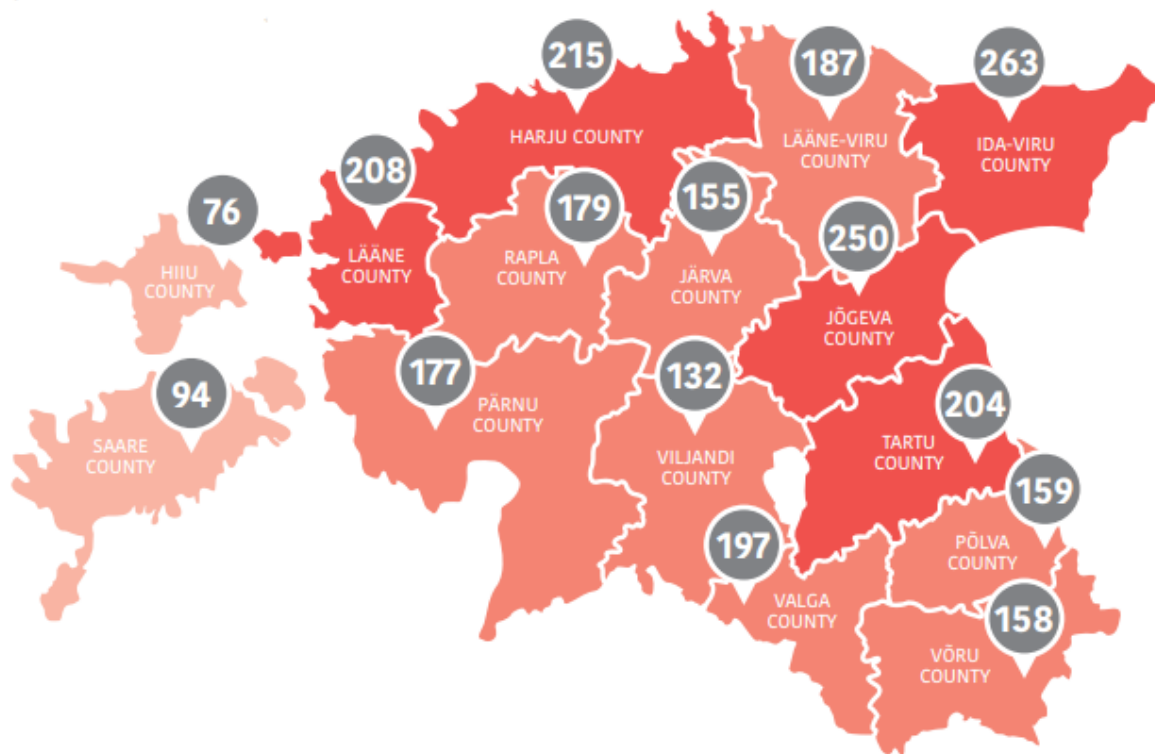 215
HARJU COUNTY
187
LÄÄNE-VIRU
COUNTY
263
IDA-VIRU
COUNTY
208
LÄÄNE
COUNTY
76
HIIU
COUNTY
179
RAPLA
COUNTY
155
JÄRVA
COUNTY
250
JÕGEVA
COUNTY
94
SAARE
COUNTY
177
PÄRNU
COUNTY
132
VILJANDI
COUNTY
204
TARTU
COUNTY
159
PÕLVA
COUNTY
197
VALGA
COUNTY
158
VÕRU
COUNTY